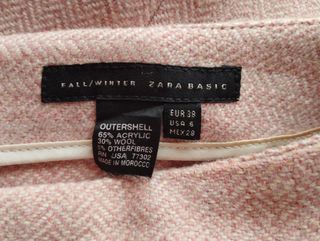 FALL/WINTER ZARA BASIC
OUTERSHELL
65% ACRYLIC
30% WOOL
5% OTHERFIBRES
RN USA 77302
MADE IN MOROCCO
EUR 38
USA 6
MEX 28